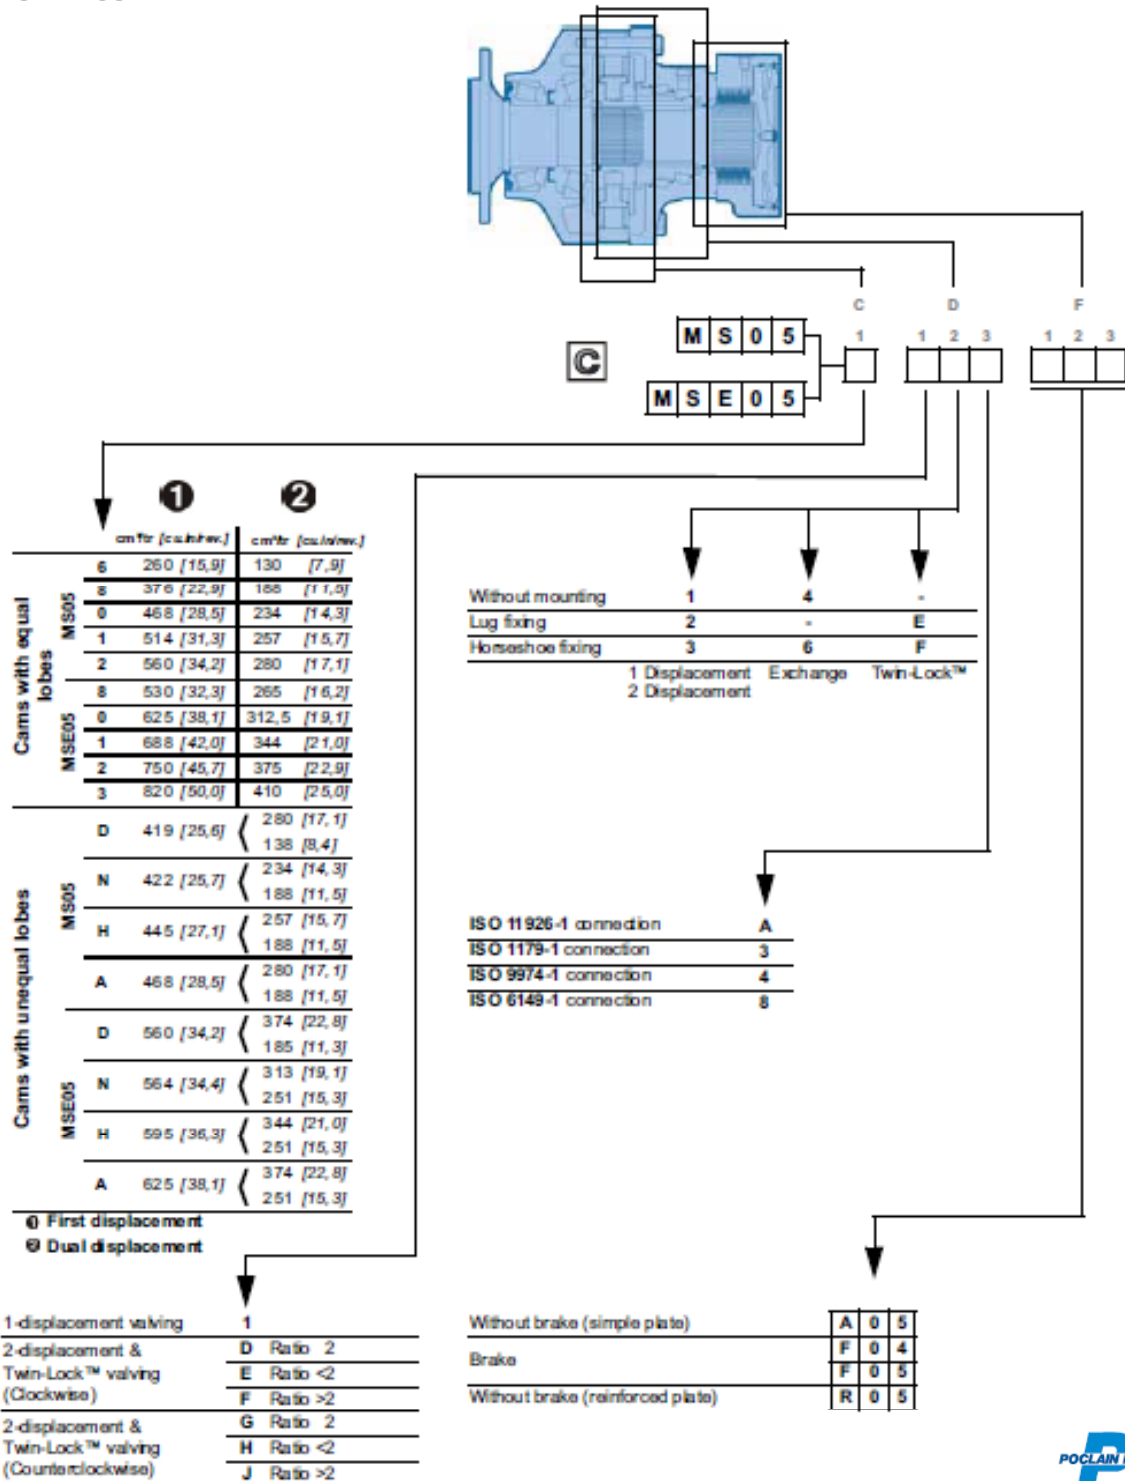 C D F
1 1 2 3 1 2 3
M S 0 5
C
M S E 0 5
1 2
cm³/tr [cu.in/rev.] cm³/tr [cu.in/rev.]
Cams with equal lobes
MS05
6 260 [15,9] 130 [7,9]
8 376 [22,9] 188 [11,5]
0 468 [28,5] 234 [14,3]
1 514 [31,3] 257 [15,7]
2 560 [34,2] 280 [17,1]
MSE05
8 530 [32,3] 265 [16,2]
0 625 [38,1] 312,5 [19,1]
1 688 [42,0] 344 [21,0]
2 750 [45,7] 375 [22,9]
3 820 [50,0] 410 [25,0]
Cams with unequal lobes
MS05
D 419 [25,6] 280 [17,1]
138 [8,4]
N 422 [25,7] 234 [14,3]
188 [11,5]
H 445 [27,1] 257 [15,7]
188 [11,5]
A 468 [28,5] 280 [17,1]
188 [11,5]
MSE05
D 560 [34,2] 374 [22,8]
185 [11,3]
N 564 [34,4] 313 [19,1]
251 [15,3]
H 595 [36,3] 344 [21,0]
251 [15,3]
A 625 [38,1] 374 [22,8]
251 [15,3]
1 First displacement
2 Dual displacement
Without mounting 1 4 -
Lug fixing 2 - E
Horseshoe fixing 3 6 F
1 Displacement Exchange Twin-Lock™
2 Displacement
ISO 11926-1 connection A
ISO 1179-1 connection 3
ISO 9974-1 connection 4
ISO 6149-1 connection 8
1-displacement valving 1
2-displacement & D Ratio 2
Twin-Lock™ valving E Ratio <2
(Clockwise) F Ratio >2
2-displacement & G Ratio 2
Twin-Lock™ valving H Ratio <2
(Counterclockwise) J Ratio >2
Without brake (simple plate) A 0 5
Brake F 0 4
F 0 5
Without brake (reinforced plate) R 0 5
POCLAIN